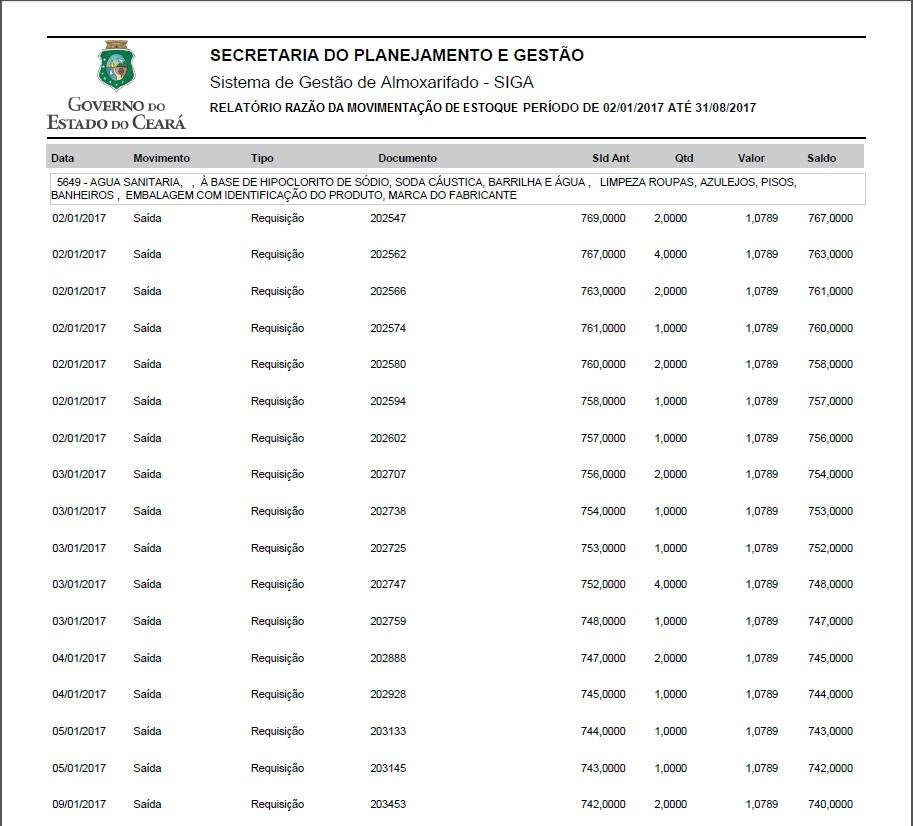 GOVERNO DO
ESTADO DO CEARÁ
SECRETARIA DO PLANEJAMENTO E GESTÃO
Sistema de Gestão de Almoxarifado - SIGA
RELATÓRIO RAZÃO DA MOVIMENTAÇÃO DE ESTOQUE PERÍODO DE 02/01/2017 ATÉ 31/08/2017
Data Movimento Tipo Documento Sld Ant Qtd Valor Saldo
5649 - AGUA SANITARIA, , À BASE DE HIPOCLORITO DE SÓDIO, SODA CÁUSTICA, BARRILHA E ÁGUA , LIMPEZA ROUPAS, AZULEJOS, PISOS,
BANHEIROS , EMBALAGEM COM IDENTIFICAÇÃO DO PRODUTO, MARCA DO FABRICANTE
02/01/2017 Saída Requisição 202547 769,0000 2,0000 1,0789 767,0000
02/01/2017 Saída Requisição 202562 767,0000 4,0000 1,0789 763,0000
02/01/2017 Saída Requisição 202566 763,0000 2,0000 1,0789 761,0000
02/01/2017 Saída Requisição 202574 761,0000 1,0000 1,0789 760,0000
02/01/2017 Saída Requisição 202580 760,0000 2,0000 1,0789 758,0000
02/01/2017 Saída Requisição 202594 758,0000 1,0000 1,0789 757,0000
02/01/2017 Saída Requisição 202602 757,0000 1,0000 1,0789 756,0000
03/01/2017 Saída Requisição 202707 756,0000 2,0000 1,0789 754,0000
03/01/2017 Saída Requisição 202738 754,0000 1,0000 1,0789 753,0000
03/01/2017 Saída Requisição 202725 753,0000 1,0000 1,0789 752,0000
03/01/2017 Saída Requisição 202747 752,0000 4,0000 1,0789 748,0000
03/01/2017 Saída Requisição 202759 748,0000 1,0000 1,0789 747,0000
04/01/2017 Saída Requisição 202888 747,0000 2,0000 1,0789 745,0000
04/01/2017 Saída Requisição 202928 745,0000 1,0000 1,0789 744,0000
05/01/2017 Saída Requisição 203133 744,0000 1,0000 1,0789 743,0000
05/01/2017 Saída Requisição 203145 743,0000 1,0000 1,0789 742,0000
09/01/2017 Saída Requisição 203453 742,0000 2,0000 1,0789 740,0000